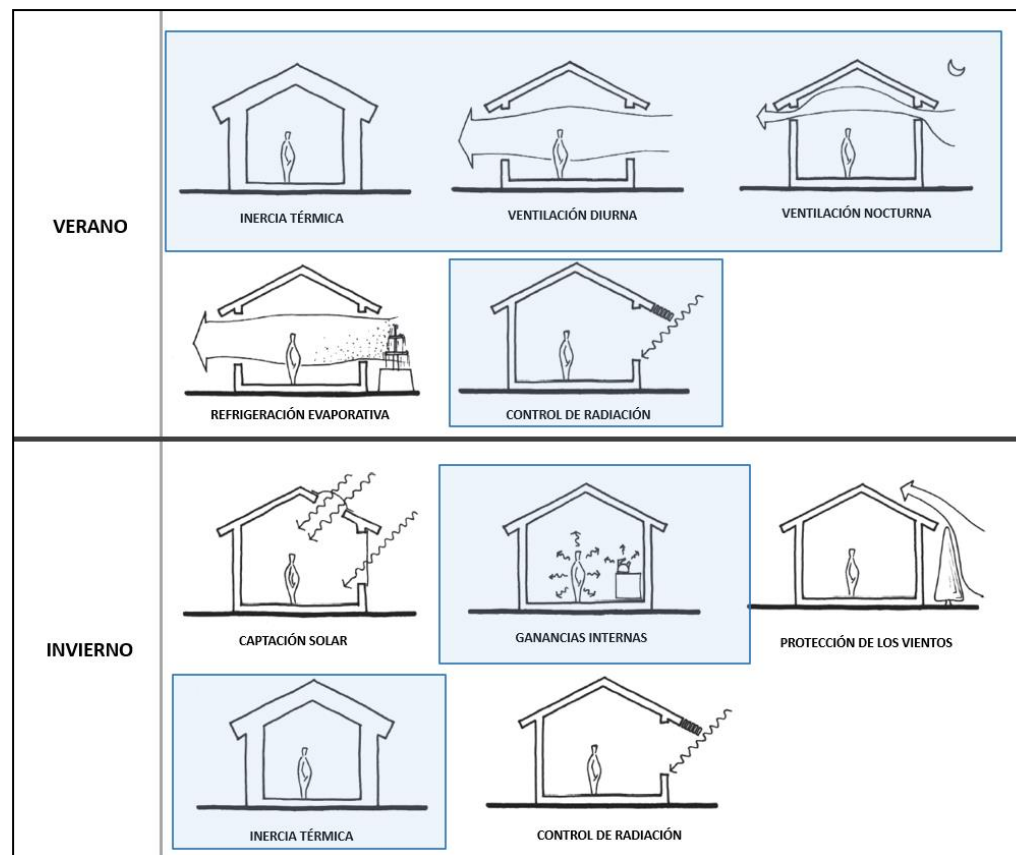 VERANO
INERCIA TÉRMICA
VENTILACIÓN DIURNA
VENTILACIÓN NOCTURNA
REFRIGERACIÓN EVAPORATIVA
CONTROL DE RADIACIÓN
INVIERNO
CAPTACIÓN SOLAR
GANANCIAS INTERNAS
PROTECCIÓN DE LOS VIENTOS
INERCIA TÉRMICA
CONTROL DE RADIACIÓN